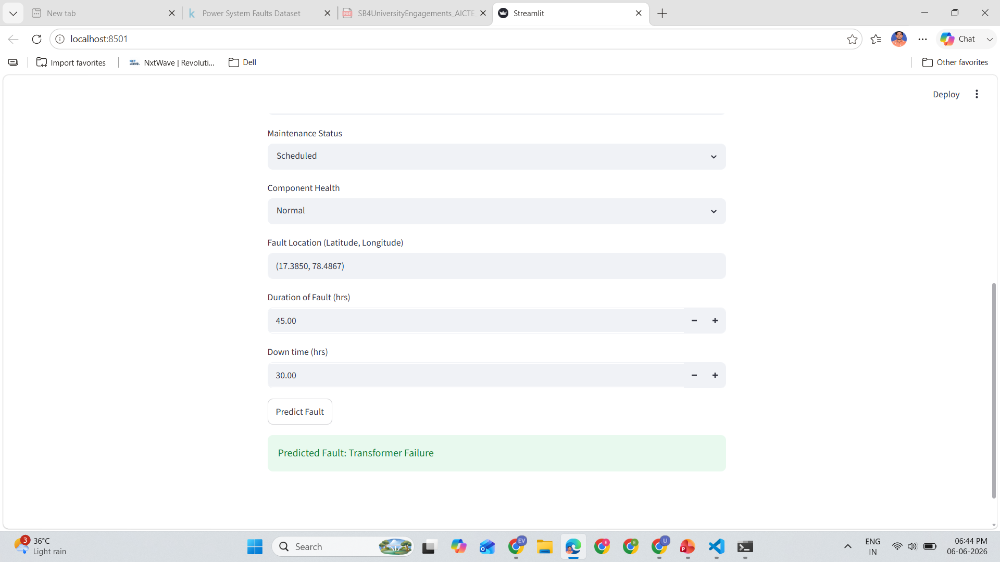 New tab
Power System Faults Dataset
SB4UniversityEngagements_AICTE_
Streamlit
localhost:8501
Chat
Import favorites
NxtWave | Revoluti...
Dell
Other favorites
Deploy
Maintenance Status
Scheduled
Component Health
Normal
Fault Location (Latitude, Longitude)
(17.3850, 78.4867)
Duration of Fault (hrs)
45.00
Down time (hrs)
30.00
Predict Fault
Predicted Fault: Transformer Failure
3
36°C
Light rain
Search
EV
E
E
U
ENG
IN
06:44 PM
06-06-2026